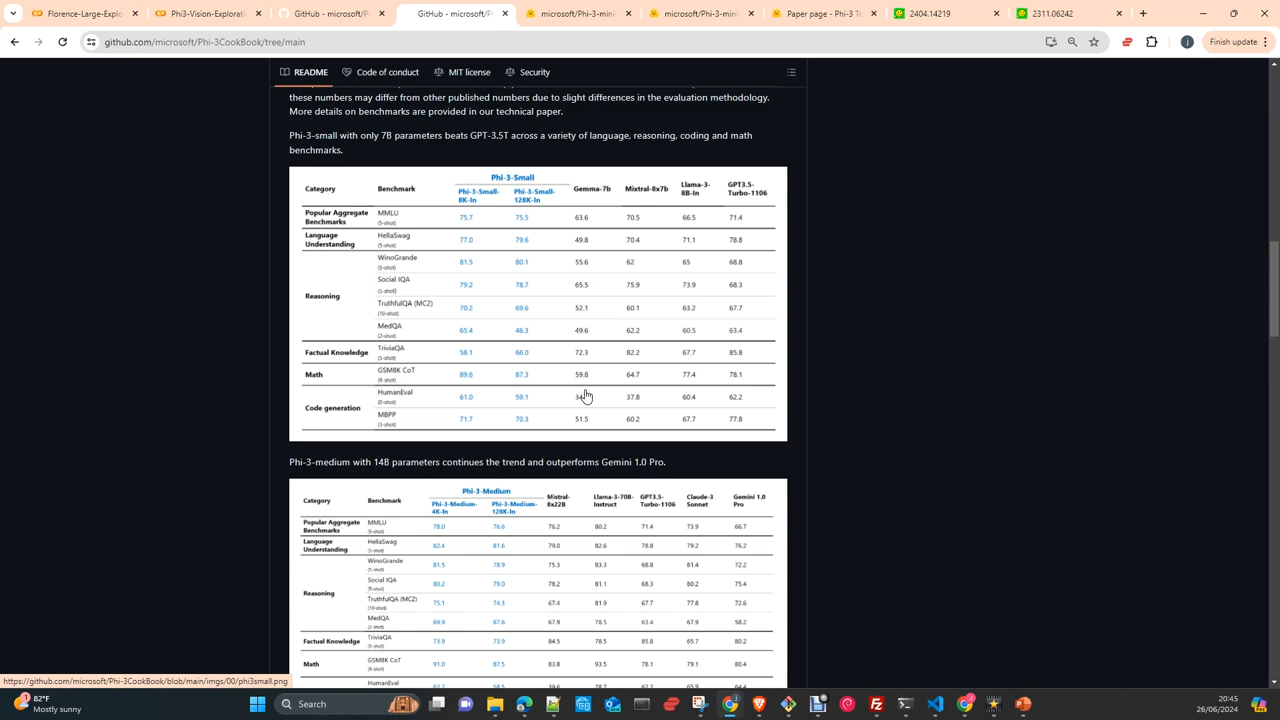 Florence-Large-Explo
Phi3-Vision-Explorati
GitHub - microsoft/P
GitHub - microsoft/P
microsoft/Phi-3-min
microsoft/Phi-3-min
Paper page - Phi-3 Te
2404.14219
2311.06242
github.com/microsoft/Phi-3CookBook/tree/main
Finish update
README Code of conduct MIT license Security
these numbers may differ from other published numbers due to slight differences in the evaluation methodology.
More details on benchmarks are provided in our technical paper.
Phi-3-small with only 7B parameters beats GPT-3.5T across a variety of language, reasoning, coding and math
benchmarks.
Phi-3-Small
Category Benchmark Phi-3-Small-8K-In Phi-3-Small-128K-In Gemma-7b Mixtral-8x7b Llama-3-8B-In GPT3.5-Turbo-1106
Popular Aggregate Benchmarks MMLU (5-shot) 75.7 75.5 63.6 70.5 66.5 71.4
Language Understanding HellaSwag (5-shot) 77.0 79.6 49.8 70.4 71.1 78.8
Reasoning WinoGrande (5-shot) 81.5 80.1 55.6 62 65 68.8
Social IQA (5-shot) 79.2 78.7 65.5 75.9 73.9 68.3
TruthfulQA (MC2) (10-shot) 70.2 69.6 52.1 60.1 63.2 67.7
MedQA (2-shot) 65.4 46.3 49.6 62.2 60.5 63.4
Factual Knowledge TriviaQA (5-shot) 58.1 66.0 72.3 82.2 67.7 85.8
Math GSM8K CoT (8-shot) 89.6 87.3 59.8 64.7 77.4 78.1
Code generation HumanEval (0-shot) 61.0 59.1 37.8 60.4 62.2
MBPP (3-shot) 71.7 70.3 51.5 60.2 67.7 77.8
Phi-3-medium with 14B parameters continues the trend and outperforms Gemini 1.0 Pro.
Phi-3-Medium
Category Benchmark Phi-3-Medium-4K-In Phi-3-Medium-128K-In Mixtral-8x22B Llama-3-70B-Instruct GPT3.5-Turbo-1106 Claude-3 Sonnet Gemini 1.0 Pro
Popular Aggregate Benchmarks MMLU (5-shot) 78.0 76.6 76.2 80.2 71.4 73.9 66.7
Language Understanding HellaSwag (5-shot) 82.4 81.6 79.0 82.6 78.8 79.2 76.2
Reasoning WinoGrande (5-shot) 81.5 78.9 75.3 83.3 68.8 81.4 72.2
Social IQA (5-shot) 80.2 79.0 78.2 81.1 68.3 80.2 75.4
TruthfulQA (MC2) (10-shot) 75.1 74.3 67.4 81.9 67.7 77.8 72.6
MedQA (2-shot) 69.9 67.6 67.9 78.5 63.4 67.9 58.2
Factual Knowledge TriviaQA (5-shot) 73.9 73.9 84.5 78.5 85.8 65.7 80.2
Math GSM8K CoT (8-shot) 91.0 87.5 83.8 93.5 78.1 79.1 80.4
HumanEval 62.2 58.5 39.6 78.7 62.2 65.9 64.4
https://github.com/microsoft/Phi-3CookBook/blob/main/imgs/00/phi3small.png
82°F
Mostly sunny
Search
20:45
26/06/2024